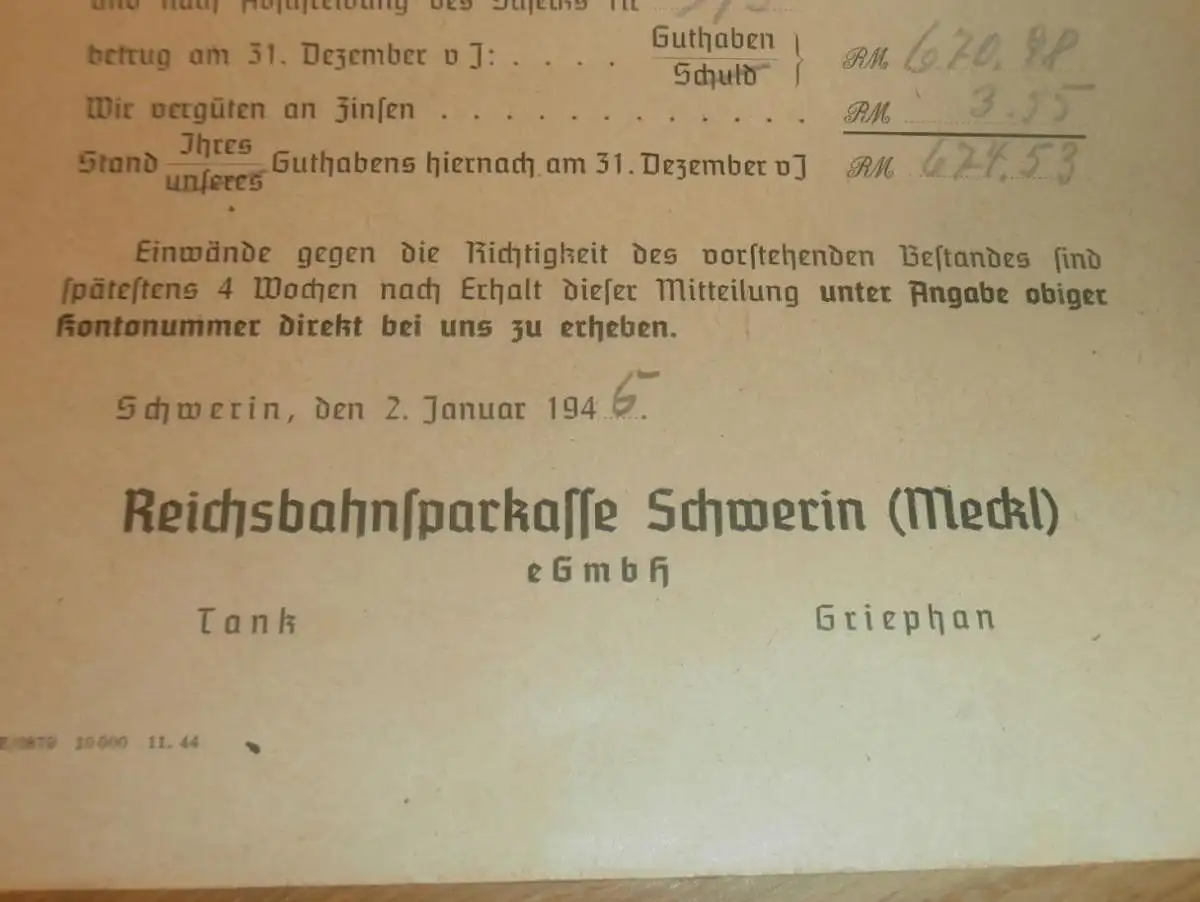 betrug am 31. Dezember v J: . . . . Guthaben RM 670.98
Schuld
Wir vergüten an Zinsen . . . . . . . . . . . . . RM 3.55
Stand Ihres Guthabens hiernach am 31. Dezember vJ RM 674.53
unseres
Einwände gegen die Richtigkeit des vorstehenden Bestandes sind
spätestens 4 Wochen nach Erhalt dieser Mitteilung unter Angabe obiger
Kontonummer direkt bei uns zu erheben.
Schwerin, den 2. Januar 1945.
Reichsbahnsparkasse Schwerin (Meckl)
eGmbH
Tank Griephan
10000 11. 44